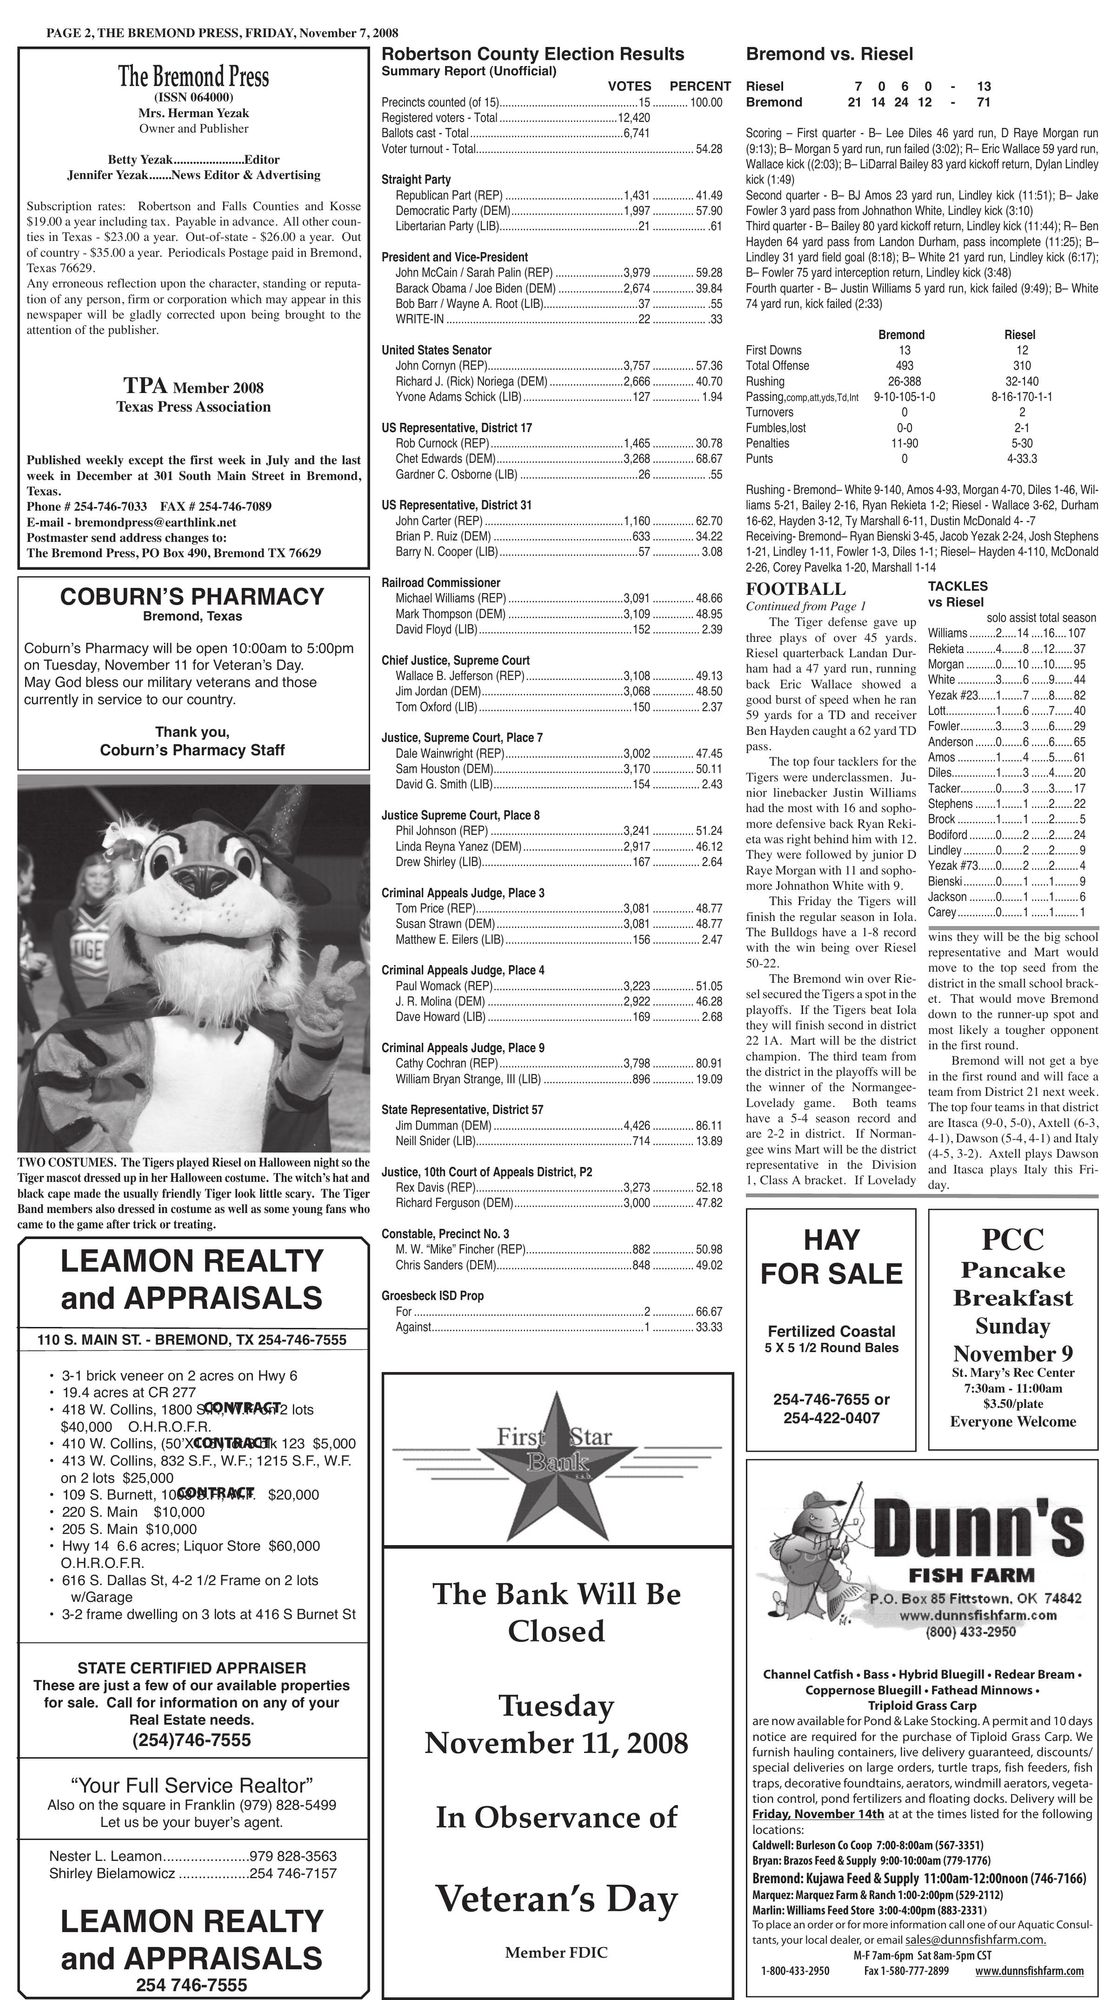 PAGE 2, THE BREMOND PRESS, FRIDAY, November 7, 2008
The Bremond Press
(ISSN 064000)
Mrs. Herman Yezak
Owner and Publisher
Betty Yezak......................Editor
Jennifer Yezak.......News Editor & Advertising
Subscription rates: Robertson and Falls Counties and Kosse
$19.00 a year including tax. Payable in advance. All other coun-
ties in Texas - $23.00 a year. Out-of-state - $26.00 a year. Out
of country - $35.00 a year. Periodicals Postage paid in Bremond,
Texas 76629.
Any erroneous reflection upon the character, standing or reputa-
tion of any person, firm or corporation which may appear in this
newspaper will be gladly corrected upon being brought to the
attention of the publisher.
TPA Member 2008
Texas Press Association
Published weekly except the first week in July and the last
week in December at 301 South Main Street in Bremond,
Texas.
Phone # 254-746-7033 FAX # 254-746-7089
E-mail - bremondpress@earthlink.net
Postmaster send address changes to:
The Bremond Press, PO Box 490, Bremond TX 76629
COBURN'S PHARMACY
Bremond, Texas
Coburn's Pharmacy will be open 10:00am to 5:00pm
on Tuesday, November 11 for Veteran's Day.
May God bless our military veterans and those
currently in service to our country.
Thank you,
Coburn's Pharmacy Staff
TIGE
TWO COSTUMES. The Tigers played Riesel on Halloween night so the
Tiger mascot dressed up in her Halloween costume. The witch's hat and
black cape made the usually friendly Tiger look little scary. The Tiger
Band members also dressed in costume as well as some young fans who
came to the game after trick or treating.
LEAMON REALTY
and APPRAISALS
110 S. MAIN ST. - BREMOND, TX 254-746-7555
• 3-1 brick veneer on 2 acres on Hwy 6
• 19.4 acres at CR 277
• 418 W. Collins, 1800 CONTRACT 2 lots
$40,000 O.H.R.O.F.R.
• 410 W. Collins, (50'X CONTRACT 123 $5,000
• 413 W. Collins, 832 S.F., W.F.; 1215 S.F., W.F.
on 2 lots $25,000
• 109 S. Burnett, CONTRACT $20,000
• 220 S. Main $10,000
• 205 S. Main $10,000
• Hwy 14 6.6 acres; Liquor Store $60,000
O.H.R.O.F.R.
• 616 S. Dallas St, 4-2 1/2 Frame on 2 lots
w/Garage
• 3-2 frame dwelling on 3 lots at 416 S Burnet St
STATE CERTIFIED APPRAISER
These are just a few of our available properties
for sale. Call for information on any of your
Real Estate needs.
(254)746-7555
"Your Full Service Realtor"
Also on the square in Franklin (979) 828-5499
Let us be your buyer's agent.
Nester L. Leamon.....................979 828-3563
Shirley Bielamowicz .................254 746-7157
LEAMON REALTY
and APPRAISALS
254 746-7555
Robertson County Election Results
Summary Report (Unofficial)
VOTES PERCENT
Precincts counted (of 15)..........15 .......... 100.00
Registered voters - Total ..........12,420
Ballots cast - Total ..........6,741
Voter turnout - Total.......... 54.28
Straight Party
Republican Part (REP) ..........1,431 .......... 41.49
Democratic Party (DEM)..........1,997 .......... 57.90
Libertarian Party (LIB)..........21 ...........61
President and Vice-President
John McCain / Sarah Palin (REP) ..........3,979 .......... 59.28
Barack Obama / Joe Biden (DEM) ..........2,674 .......... 39.84
Bob Barr / Wayne A. Root (LIB)..........37 .......... .55
WRITE-IN ..........22 .......... .33
United States Senator
John Cornyn (REP)..........3,757 .......... 57.36
Richard J. (Rick) Noriega (DEM) ..........2,666 .......... 40.70
Yvone Adams Schick (LIB) ..........127 .......... 1.94
US Representative, District 17
Rob Curnock (REP)..........1,465 .......... 30.78
Chet Edwards (DEM)..........3,268 .......... 68.67
Gardner C. Osborne (LIB) ..........26 .......... .55
US Representative, District 31
John Carter (REP) ..........1,160 .......... 62.70
Brian P. Ruiz (DEM) ..........633 .......... 34.22
Barry N. Cooper (LIB)..........57 .......... 3.08
Railroad Commissioner
Michael Williams (REP) ..........3,091 .......... 48.66
Mark Thompson (DEM) ..........3,109 .......... 48.95
David Floyd (LIB)..........152 .......... 2.39
Chief Justice, Supreme Court
Wallace B. Jefferson (REP) ..........3,108 .......... 49.13
Jim Jordan (DEM)..........3,068 .......... 48.50
Tom Oxford (LIB)..........150 .......... 2.37
Justice, Supreme Court, Place 7
Dale Wainwright (REP)..........3,002 .......... 47.45
Sam Houston (DEM)..........3,170 .......... 50.11
David G. Smith (LIB)..........154 .......... 2.43
Justice Supreme Court, Place 8
Phil Johnson (REP) ..........3,241 .......... 51.24
Linda Reyna Yanez (DEM)..........2,917 .......... 46.12
Drew Shirley (LIB)..........167 .......... 2.64
Criminal Appeals Judge, Place 3
Tom Price (REP)..........3,081 .......... 48.77
Susan Strawn (DEM)..........3,081 .......... 48.77
Matthew E. Eilers (LIB)..........156 .......... 2.47
Criminal Appeals Judge, Place 4
Paul Womack (REP)..........3,223 .......... 51.05
J. R. Molina (DEM) ..........2,922 .......... 46.28
Dave Howard (LIB) ..........169 .......... 2.68
Criminal Appeals Judge, Place 9
Cathy Cochran (REP)..........3,798 .......... 80.91
William Bryan Strange, III (LIB) ..........896 .......... 19.09
State Representative, District 57
Jim Dumman (DEM) ..........4,426 .......... 86.11
Neill Snider (LIB)..........714 .......... 13.89
Justice, 10th Court of Appeals District, P2
Rex Davis (REP)..........3,273 .......... 52.18
Richard Ferguson (DEM)..........3,000 .......... 47.82
Constable, Precinct No. 3
M. W. "Mike" Fincher (REP)..........882 .......... 50.98
Chris Sanders (DEM)..........848 .......... 49.02
Groesbeck ISD Prop
For ..........2 .......... 66.67
Against..........1 .......... 33.33
First Star
Bank
s.s.b.
The Bank Will Be
Closed
Tuesday
November 11, 2008
In Observance of
Veteran's Day
Member FDIC
Bremond vs. Riesel
Riesel 7 0 6 0 - 13
Bremond 21 14 24 12 - 71
Scoring – First quarter - B– Lee Diles 46 yard run, D Raye Morgan run
(9:13); B– Morgan 5 yard run, run failed (3:02); R– Eric Wallace 59 yard run,
Wallace kick ((2:03); B– LiDarral Bailey 83 yard kickoff return, Dylan Lindley
kick (1:49)
Second quarter - B– BJ Amos 23 yard run, Lindley kick (11:51); B– Jake
Fowler 3 yard pass from Johnathon White, Lindley kick (3:10)
Third quarter - B– Bailey 80 yard kickoff return, Lindley kick (11:44); R– Ben
Hayden 64 yard pass from Landon Durham, pass incomplete (11:25); B–
Lindley 31 yard field goal (8:18); B– White 21 yard run, Lindley kick (6:17);
B– Fowler 75 yard interception return, Lindley kick (3:48)
Fourth quarter - B– Justin Williams 5 yard run, kick failed (9:49); B– White
74 yard run, kick failed (2:33)
Bremond Riesel
First Downs 13 12
Total Offense 493 310
Rushing 26-388 32-140
Passing,comp,att,yds,Td,Int 9-10-105-1-0 8-16-170-1-1
Turnovers 0 2
Fumbles,lost 0-0 2-1
Penalties 11-90 5-30
Punts 0 4-33.3
Rushing - Bremond– White 9-140, Amos 4-93, Morgan 4-70, Diles 1-46, Wil-
liams 5-21, Bailey 2-16, Ryan Rekieta 1-2; Riesel - Wallace 3-62, Durham
16-62, Hayden 3-12, Ty Marshall 6-11, Dustin McDonald 4- -7
Receiving- Bremond– Ryan Bienski 3-45, Jacob Yezak 2-24, Josh Stephens
1-21, Lindley 1-11, Fowler 1-3, Diles 1-1; Riesel– Hayden 4-110, McDonald
2-26, Corey Pavelka 1-20, Marshall 1-14
FOOTBALL
Continued from Page 1
The Tiger defense gave up
three plays of over 45 yards.
Riesel quarterback Landan Dur-
ham had a 47 yard run, running
back Eric Wallace showed a
good burst of speed when he ran
59 yards for a TD and receiver
Ben Hayden caught a 62 yard TD
pass.
The top four tacklers for the
Tigers were underclassmen. Ju-
nior linebacker Justin Williams
had the most with 16 and sopho-
more defensive back Ryan Reki-
eta was right behind him with 12.
They were followed by junior D
Raye Morgan with 11 and sopho-
more Johnathon White with 9.
This Friday the Tigers will
finish the regular season in Iola.
The Bulldogs have a 1-8 record
with the win being over Riesel
50-22.
The Bremond win over Rie-
sel secured the Tigers a spot in the
playoffs. If the Tigers beat Iola
they will finish second in district
22 1A. Mart will be the district
champion. The third team from
the district in the playoffs will be
the winner of the Normangee-
Lovelady game. Both teams
have a 5-4 season record and
are 2-2 in district. If Norman-
gee wins Mart will be the district
representative in the Division
1, Class A bracket. If Lovelady
TACKLES
vs Riesel
solo assist total season
Williams .........2.....14 ....16.... 107
Rekieta ..........4.......8 ....12...... 37
Morgan ..........0.....10 ....10...... 95
White .............3.......6 ......9...... 44
Yezak #23......1.......7 ......8...... 82
Lott.................1.......6 ......7...... 40
Fowler............3.......3 ......6...... 29
Anderson .......0.......6 ......6...... 65
Amos .............1.......4 ......5...... 61
Diles...............1.......3 ......4...... 20
Tacker............0.......3 ......3...... 17
Stephens .......1.......1 ......2...... 22
Brock .............1.......1 ......2........ 5
Bodiford .........0.......2 ......2...... 24
Lindley ...........0.......2 ......2........ 9
Yezak #73......0.......2 ......2........ 4
Bienski...........0.......1 ......1........ 9
Jackson .........0.......1 ......1........ 6
Carey.............0.......1 ......1........ 1
wins they will be the big school
representative and Mart would
move to the top seed from the
district in the small school brack-
et. That would move Bremond
down to the runner-up spot and
most likely a tougher opponent
in the first round.
Bremond will not get a bye
in the first round and will face a
team from District 21 next week.
The top four teams in that district
are Itasca (9-0, 5-0), Axtell (6-3,
4-1), Dawson (5-4, 4-1) and Italy
(4-5, 3-2). Axtell plays Dawson
and Itasca plays Italy this Fri-
day.
HAY
FOR SALE
Fertilized Coastal
5 X 5 1/2 Round Bales
254-746-7655 or
254-422-0407
PCC
Pancake
Breakfast
Sunday
November 9
St. Mary's Rec Center
7:30am - 11:00am
$3.50/plate
Everyone Welcome
Dunn's
FISH FARM
P.O. Box 85 Fittstown, OK 74842
www.dunnsfishfarm.com
(800) 433-2950
Channel Catfish • Bass • Hybrid Bluegill • Redear Bream •
Coppernose Bluegill • Fathead Minnows •
Triploid Grass Carp
are now available for Pond & Lake Stocking. A permit and 10 days
notice are required for the purchase of Tiploid Grass Carp. We
furnish hauling containers, live delivery guaranteed, discounts/
special deliveries on large orders, turtle traps, fish feeders, fish
traps, decorative foundtains, aerators, windmill aerators, vegeta-
tion control, pond fertilizers and floating docks. Delivery will be
Friday, November 14th at at the times listed for the following
locations:
Caldwell: Burleson Co Coop 7:00-8:00am (567-3351)
Bryan: Brazos Feed & Supply 9:00-10:00am (779-1776)
Bremond: Kujawa Feed & Supply 11:00am-12:00noon (746-7166)
Marquez: Marquez Farm & Ranch 1:00-2:00pm (529-2112)
Marlin: Williams Feed Store 3:00-4:00pm (883-2331)
To place an order or for more information call one of our Aquatic Consul-
tants, your local dealer, or email sales@dunnsfishfarm.com.
M-F 7am-6pm Sat 8am-5pm CST
1-800-433-2950 Fax 1-580-777-2899 www.dunnsfishfarm.com